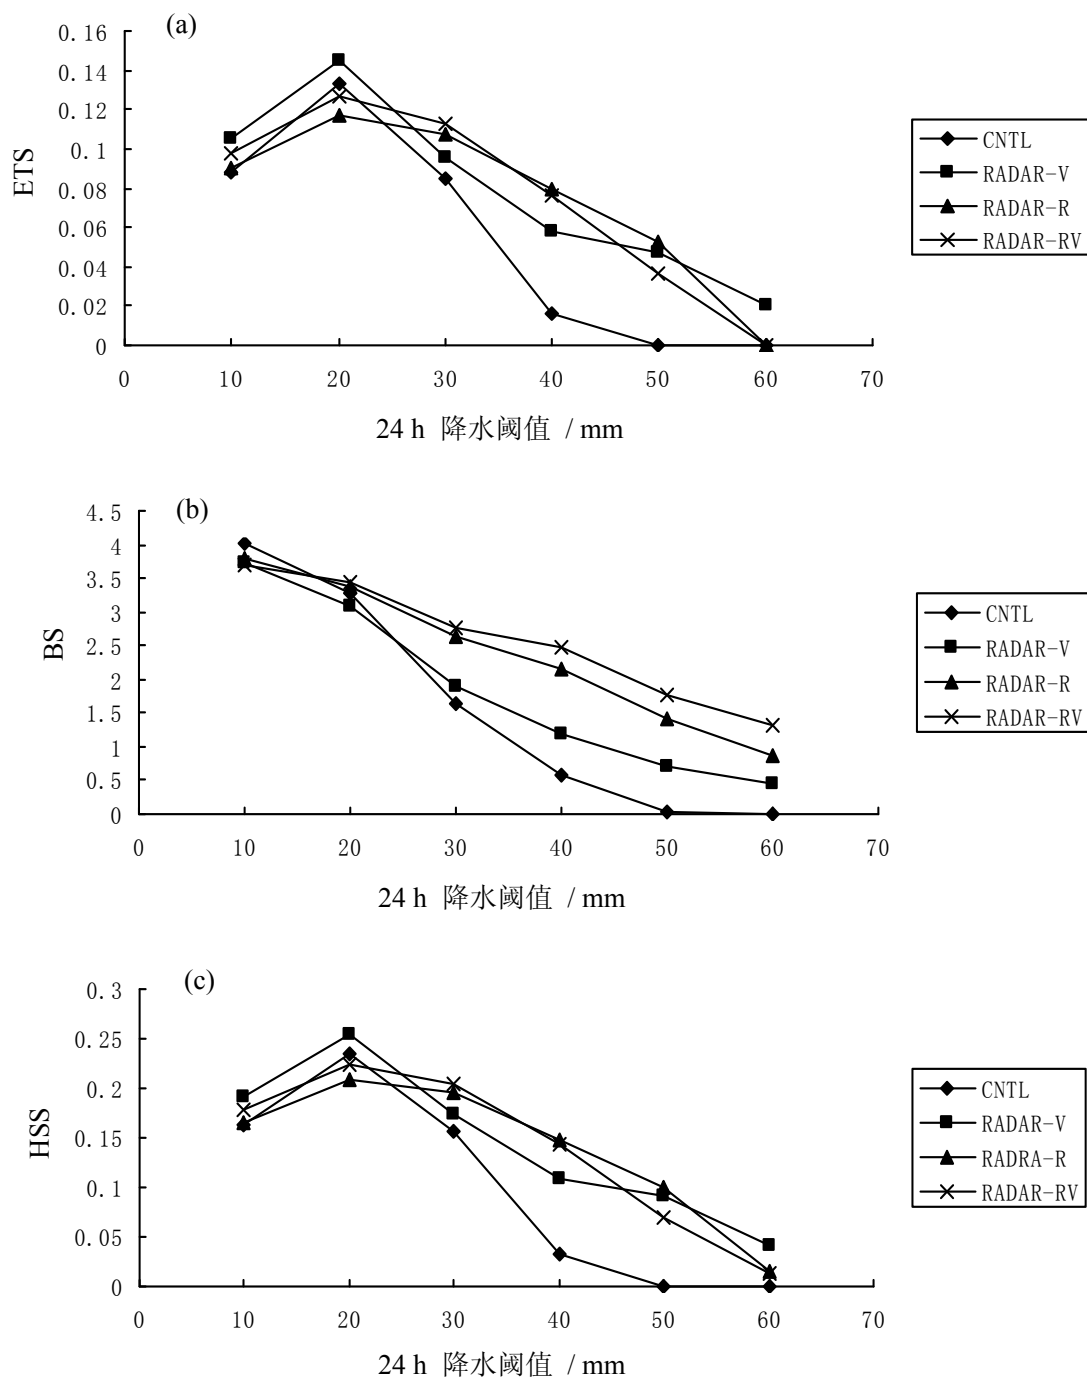 (a)
0.16
0.14
0.12
0.1
0.08
0.06
0.04
0.02
0
ETS
0 10 20 30 40 50 60 70
24 h 降水阈值 / mm
CNTL
RADAR-V
RADAR-R
RADAR-RV
(b)
4.5
4
3.5
3
2.5
2
1.5
1
0.5
0
BS
0 10 20 30 40 50 60 70
24 h 降水阈值 / mm
CNTL
RADAR-V
RADAR-R
RADAR-RV
(c)
0.3
0.25
0.2
0.15
0.1
0.05
0
HSS
0 10 20 30 40 50 60 70
24 h 降水阈值 / mm
CNTL
RADAR-V
RADRA-R
RADAR-RV